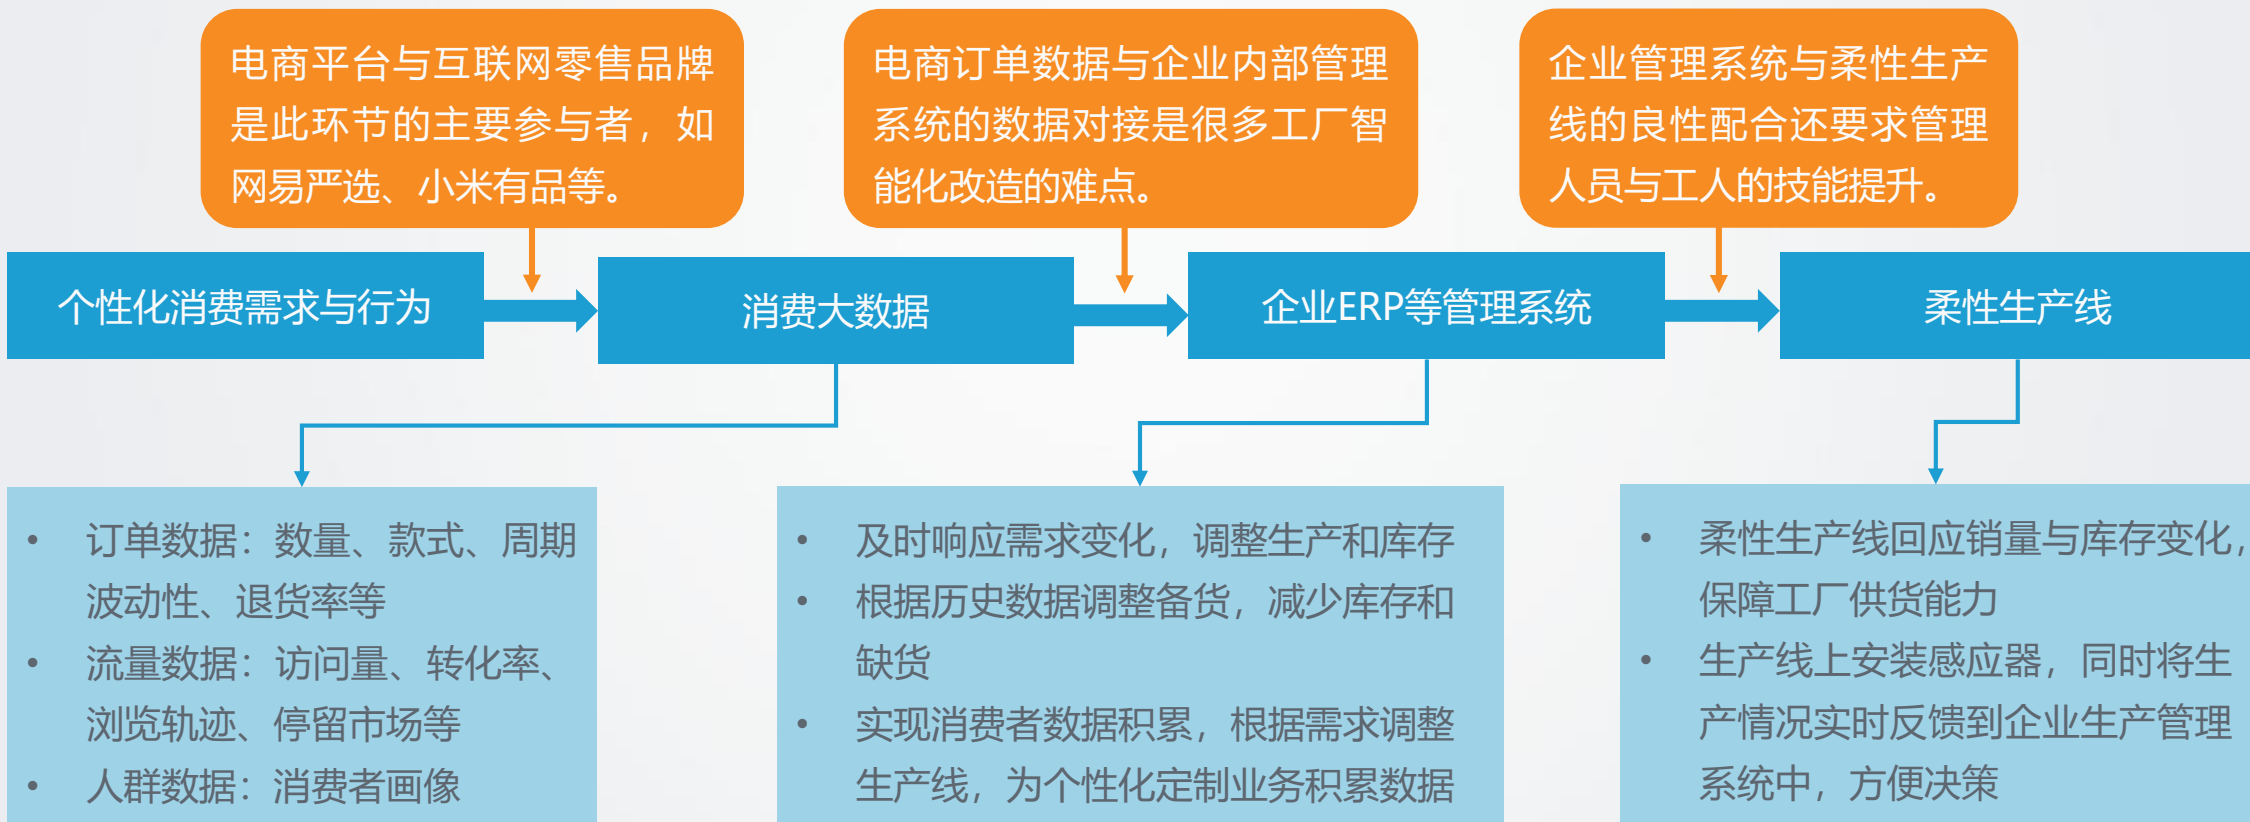 电商平台与互联网零售品牌
是此环节的主要参与者，如
网易严选、小米有品等。
电商订单数据与企业内部管理
系统的数据对接是很多工厂智
能化改造的难点。
企业管理系统与柔性生产
线的良性配合还要求管理
人员与工人的技能提升。
个性化消费需求与行为
消费大数据
企业ERP等管理系统
柔性生产线
• 订单数据：数量、款式、周期
波动性、退货率等
• 流量数据：访问量、转化率、
浏览轨迹、停留市场等
• 人群数据：消费者画像
• 及时响应需求变化，调整生产和库存
• 根据历史数据调整备货，减少库存和
缺货
• 实现消费者数据积累，根据需求调整
生产线，为个性化定制业务积累数据
• 柔性生产线回应销量与库存变化，
保障工厂供货能力
• 生产线上安装感应器，同时将生
产情况实时反馈到企业生产管理
系统中，方便决策